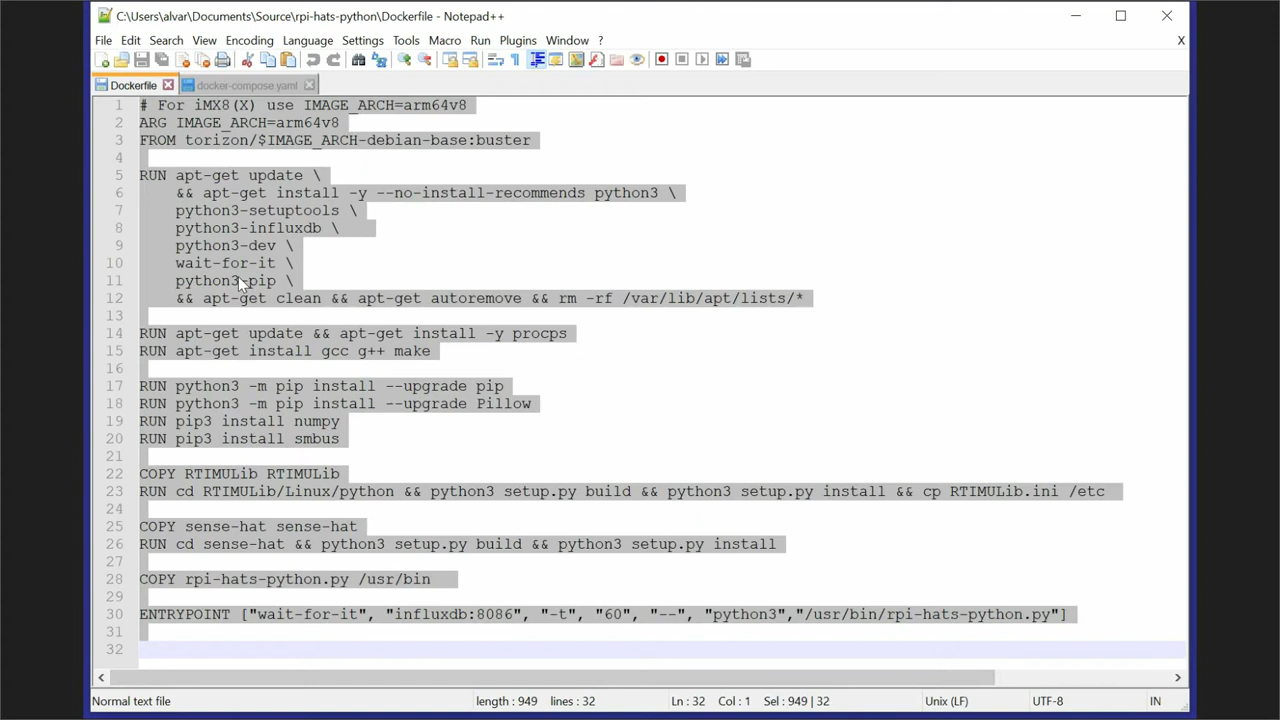 C:\Users\alvar\Documents\Source\rpi-hats-python\Dockerfile - Notepad++
File Edit Search View Encoding Language Settings Tools Macro Run Plugins Window ? X
Dockerfile docker-compose.yaml
1 # For iMX8(X) use IMAGE_ARCH=arm64v8
2 ARG IMAGE_ARCH=arm64v8
3 FROM torizon/$IMAGE_ARCH-debian-base:buster
4
5 RUN apt-get update \
6 && apt-get install -y --no-install-recommends python3 \
7 python3-setuptools \
8 python3-influxdb \
9 python3-dev \
10 wait-for-it \
11 python3-pip \
12 && apt-get clean && apt-get autoremove && rm -rf /var/lib/apt/lists/*
13
14 RUN apt-get update && apt-get install -y procps
15 RUN apt-get install gcc g++ make
16
17 RUN python3 -m pip install --upgrade pip
18 RUN python3 -m pip install --upgrade Pillow
19 RUN pip3 install numpy
20 RUN pip3 install smbus
21
22 COPY RTIMULib RTIMULib
23 RUN cd RTIMULib/Linux/python && python3 setup.py build && python3 setup.py install && cp RTIMULib.ini /etc
24
25 COPY sense-hat sense-hat
26 RUN cd sense-hat && python3 setup.py build && python3 setup.py install
27
28 COPY rpi-hats-python.py /usr/bin
29
30 ENTRYPOINT ["wait-for-it", "influxdb:8086", "-t", "60", "--", "python3","/usr/bin/rpi-hats-python.py"]
31
32
Normal text file length : 949 lines : 32 Ln : 32 Col : 1 Sel : 949 | 32 Unix (LF) UTF-8 IN